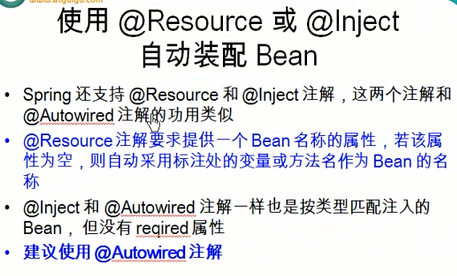 www.atguigu.com
使用 @Resource 或 @Inject
自动装配 Bean
• Spring 还支持 @Resource 和 @Inject 注解，这两个注解和
@Autowired 注解的功用类似
• @Resource 注解要求提供一个 Bean 名称的属性，若该属
性为空，则自动采用标注处的变量或方法名作为 Bean 的名
称
• @Inject 和 @Autowired 注解一样也是按类型匹配注入的
Bean， 但没有 reqired 属性
• 建议使用 @Autowired 注解